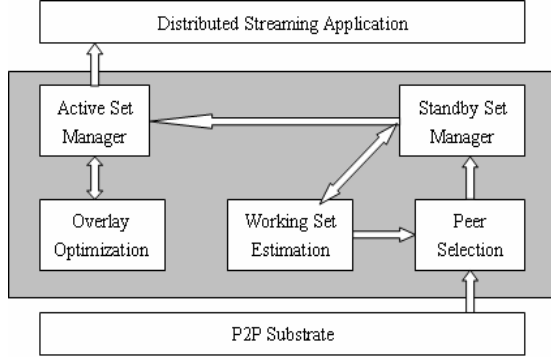 Distributed Streaming Application
Active Set
Manager
Standby Set
Manager
Overlay
Optimization
Working Set
Estimation
Peer
Selection
P2P Substrate